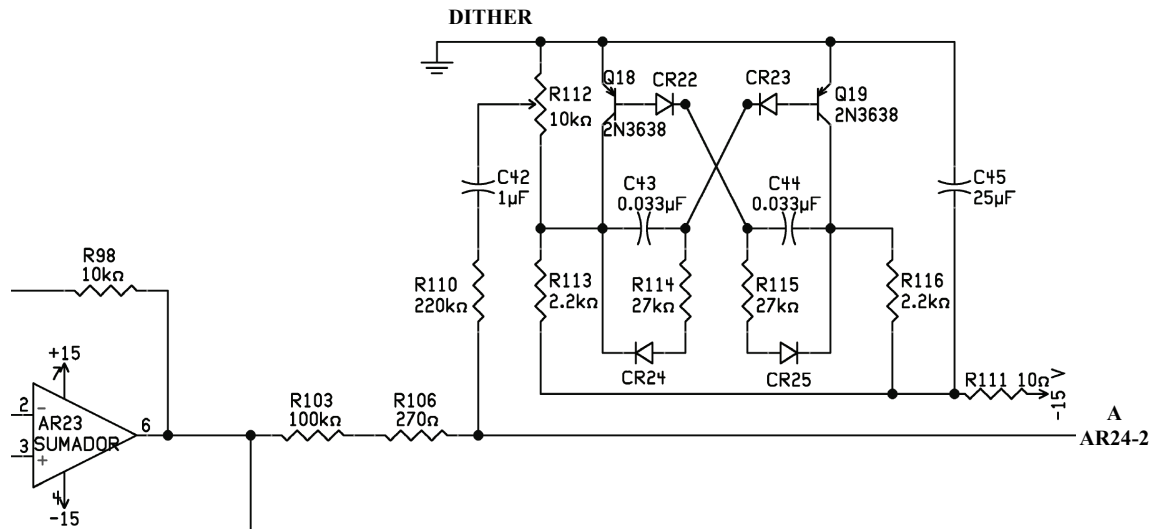 DITHER
Q18
2N3638
CR22
CR23
Q19
2N3638
R112
10kΩ
C42
1µF
C43
0.033µF
C44
0.033µF
C45
25µF
R98
10kΩ
R110
220kΩ
R113
2.2kΩ
R114
27kΩ
R115
27kΩ
R116
2.2kΩ
CR24
CR25
R111 10Ω
-15 V
+15
7
2
-
AR23
SUMADOR
6
3
+
4
-15
R103
100kΩ
R106
270Ω
A
AR24-2